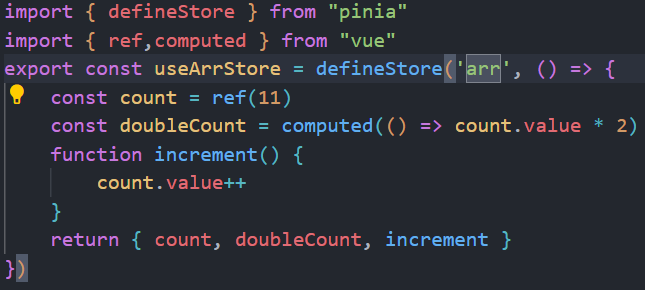 import { defineStore } from "pinia"
import { ref,computed } from "vue"
export const useArrStore = defineStore('arr', () => {
    const count = ref(11)
    const doubleCount = computed(() => count.value * 2)
    function increment() {
        count.value++
    }
    return { count, doubleCount, increment }
})